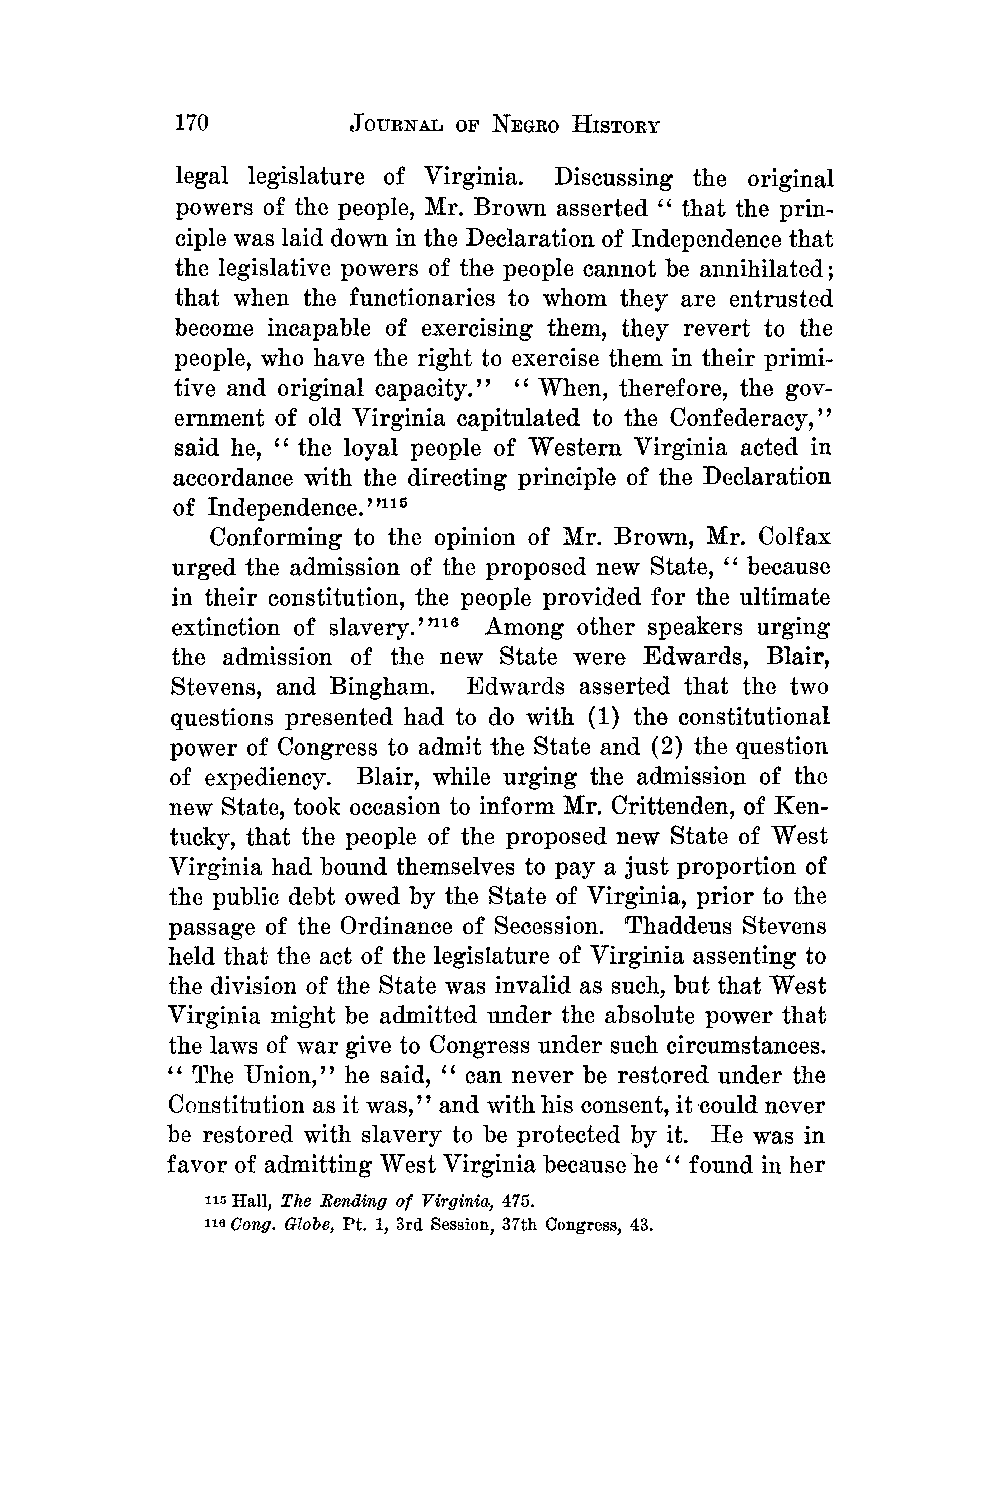 170 JOURNAL OF NEGRO HISTORY
legal legislature of Virginia. Discussing the original
powers of the people, Mr. Brown asserted “ that the prin-
ciple was laid down in the Declaration of Independence that
the legislative powers of the people cannot be annihilated;
that when the functionaries to whom they are entrusted
become incapable of exercising them, they revert to the
people, who have the right to exercise them in their primi-
tive and original capacity.” “ When, therefore, the gov-
ernment of old Virginia capitulated to the Confederacy,”
said he, “ the loyal people of Western Virginia acted in
accordance with the directing principle of the Declaration
of Independence.”115
Conforming to the opinion of Mr. Brown, Mr. Colfax
urged the admission of the proposed new State, “ because
in their constitution, the people provided for the ultimate
extinction of slavery.”116 Among other speakers urging
the admission of the new State were Edwards, Blair,
Stevens, and Bingham. Edwards asserted that the two
questions presented had to do with (1) the constitutional
power of Congress to admit the State and (2) the question
of expediency. Blair, while urging the admission of the
new State, took occasion to inform Mr. Crittenden, of Ken-
tucky, that the people of the proposed new State of West
Virginia had bound themselves to pay a just proportion of
the public debt owed by the State of Virginia, prior to the
passage of the Ordinance of Secession. Thaddeus Stevens
held that the act of the legislature of Virginia assenting to
the division of the State was invalid as such, but that West
Virginia might be admitted under the absolute power that
the laws of war give to Congress under such circumstances.
“ The Union,” he said, “ can never be restored under the
Constitution as it was,” and with his consent, it could never
be restored with slavery to be protected by it. He was in
favor of admitting West Virginia because he “ found in her
115 Hall, The Rending of Virginia, 475.
116 Cong. Globe, Pt. 1, 3rd Session, 37th Congress, 43.